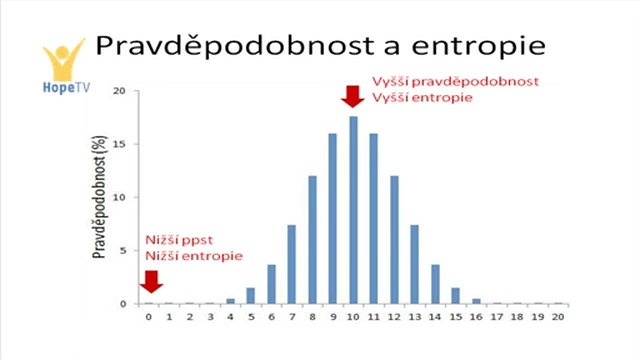 Pravděpodobnost a entropie
HopeTV
Vyšší pravděpodobnost
Vyšší entropie
Pravděpodobnost (%)
20
15
10
5
0
Nižší ppst
Nižší entropie
0 1 2 3 4 5 6 7 8 9 10 11 12 13 14 15 16 17 18 19 20